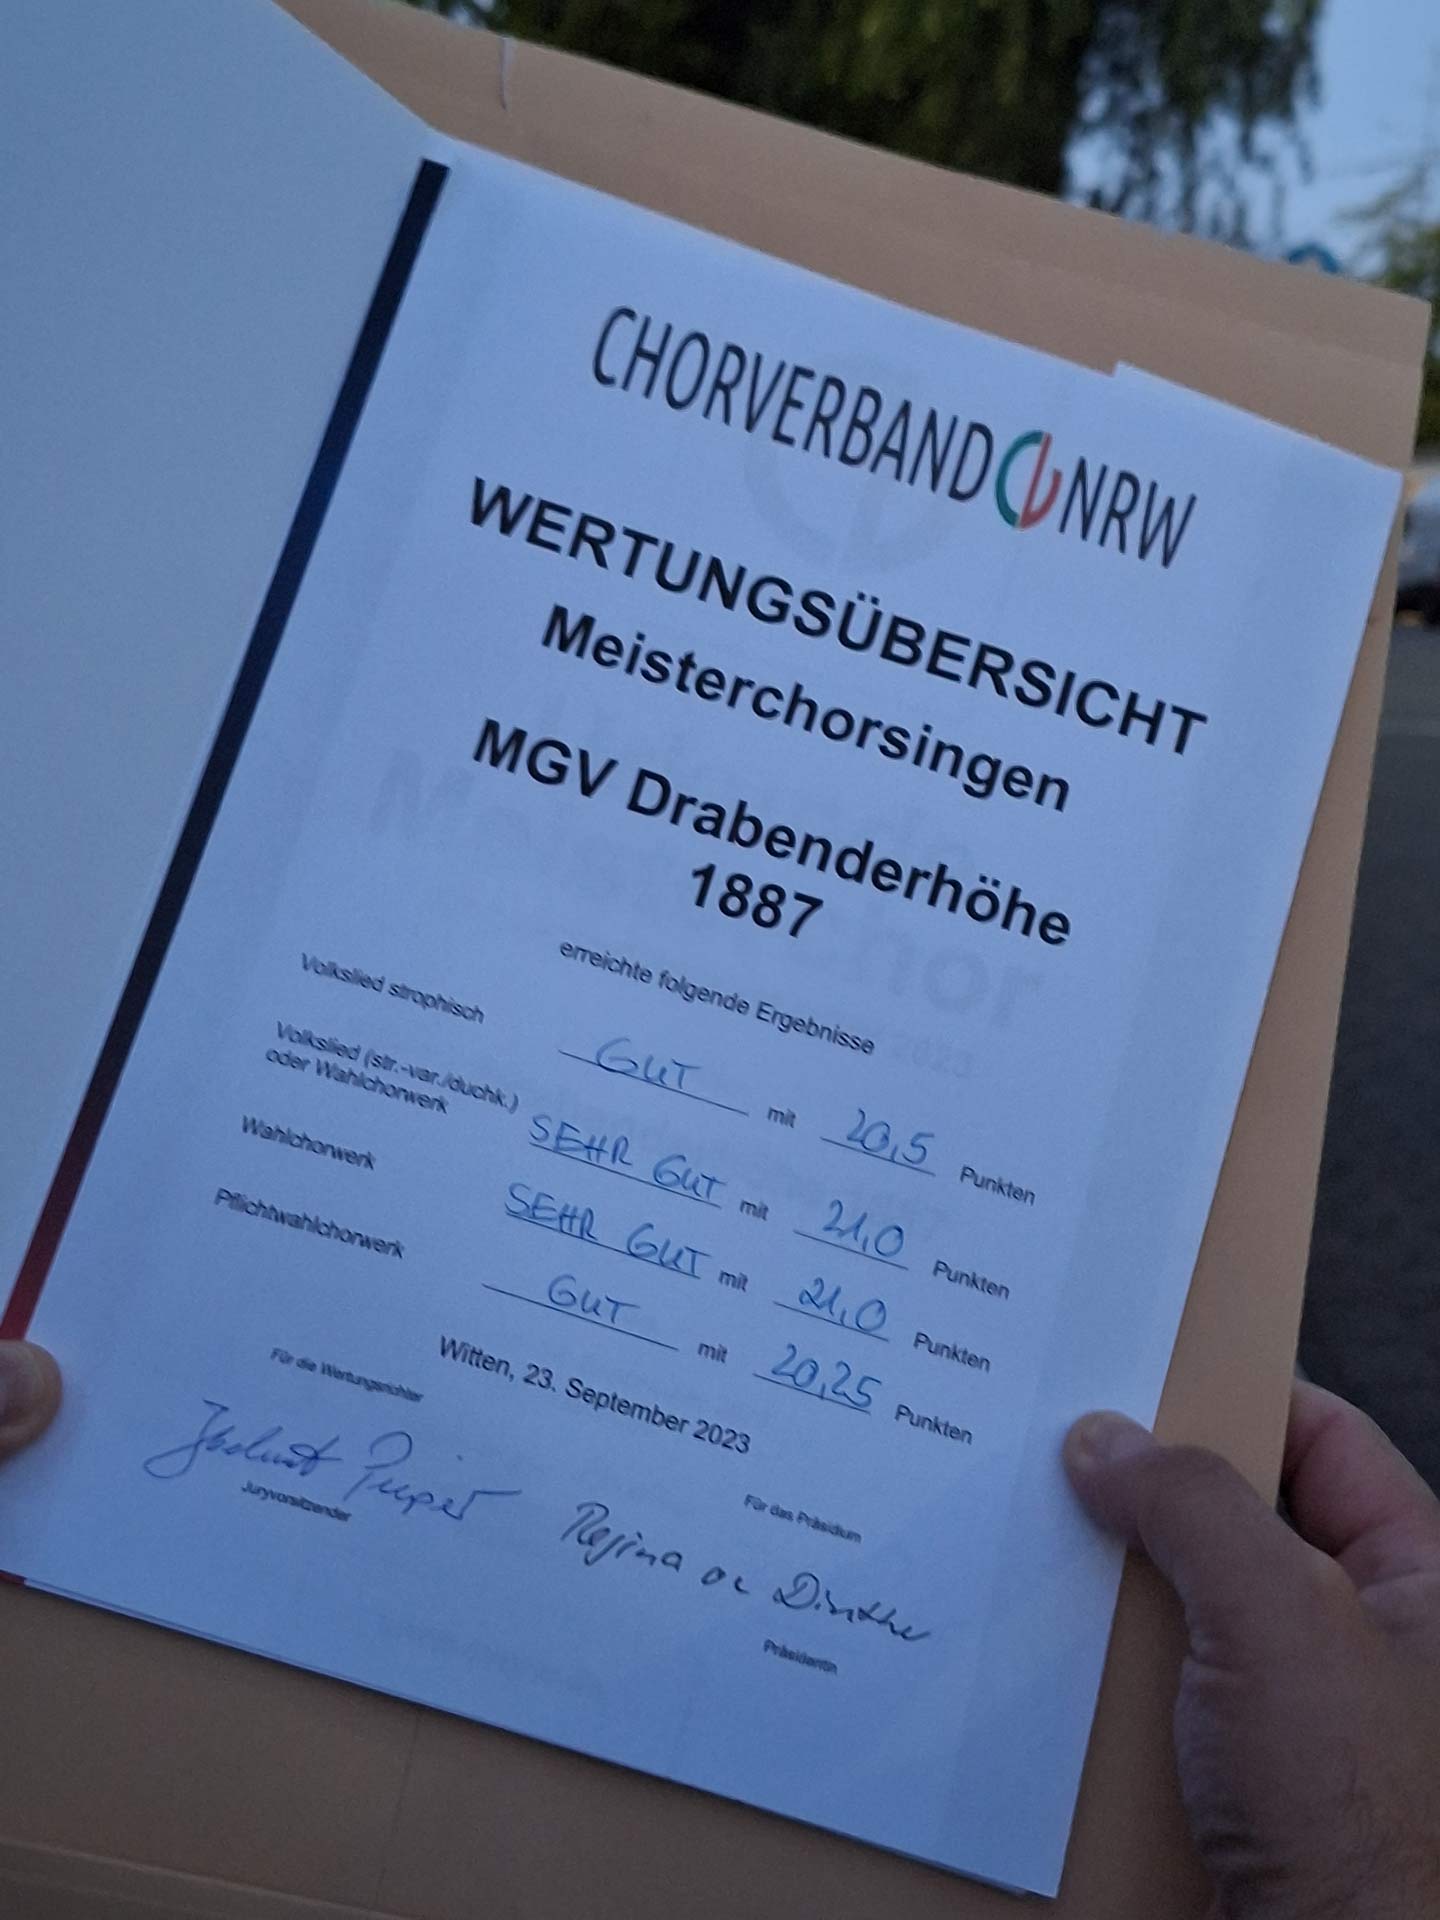 CHORVERBAND NRW
WERTUNGSÜBERSICHT
Meisterchorsingen
MGV Drabenderhöhe
1887
erreichte folgende Ergebnisse
Volkslied strophisch GUT mit 20,5 Punkten
Volkslied (str.-var./duchk.)
oder Wahlchorwerk SEHR GUT mit 21,0 Punkten
Wahlchorwerk SEHR GUT mit 21,0 Punkten
Pflichtwahlchorwerk GUT mit 20,25 Punkten
Witten, 23. September 2023
Für die Wertungsrichter
Juryvorsitzender
Für das Präsidium
Regina
Präsidentin